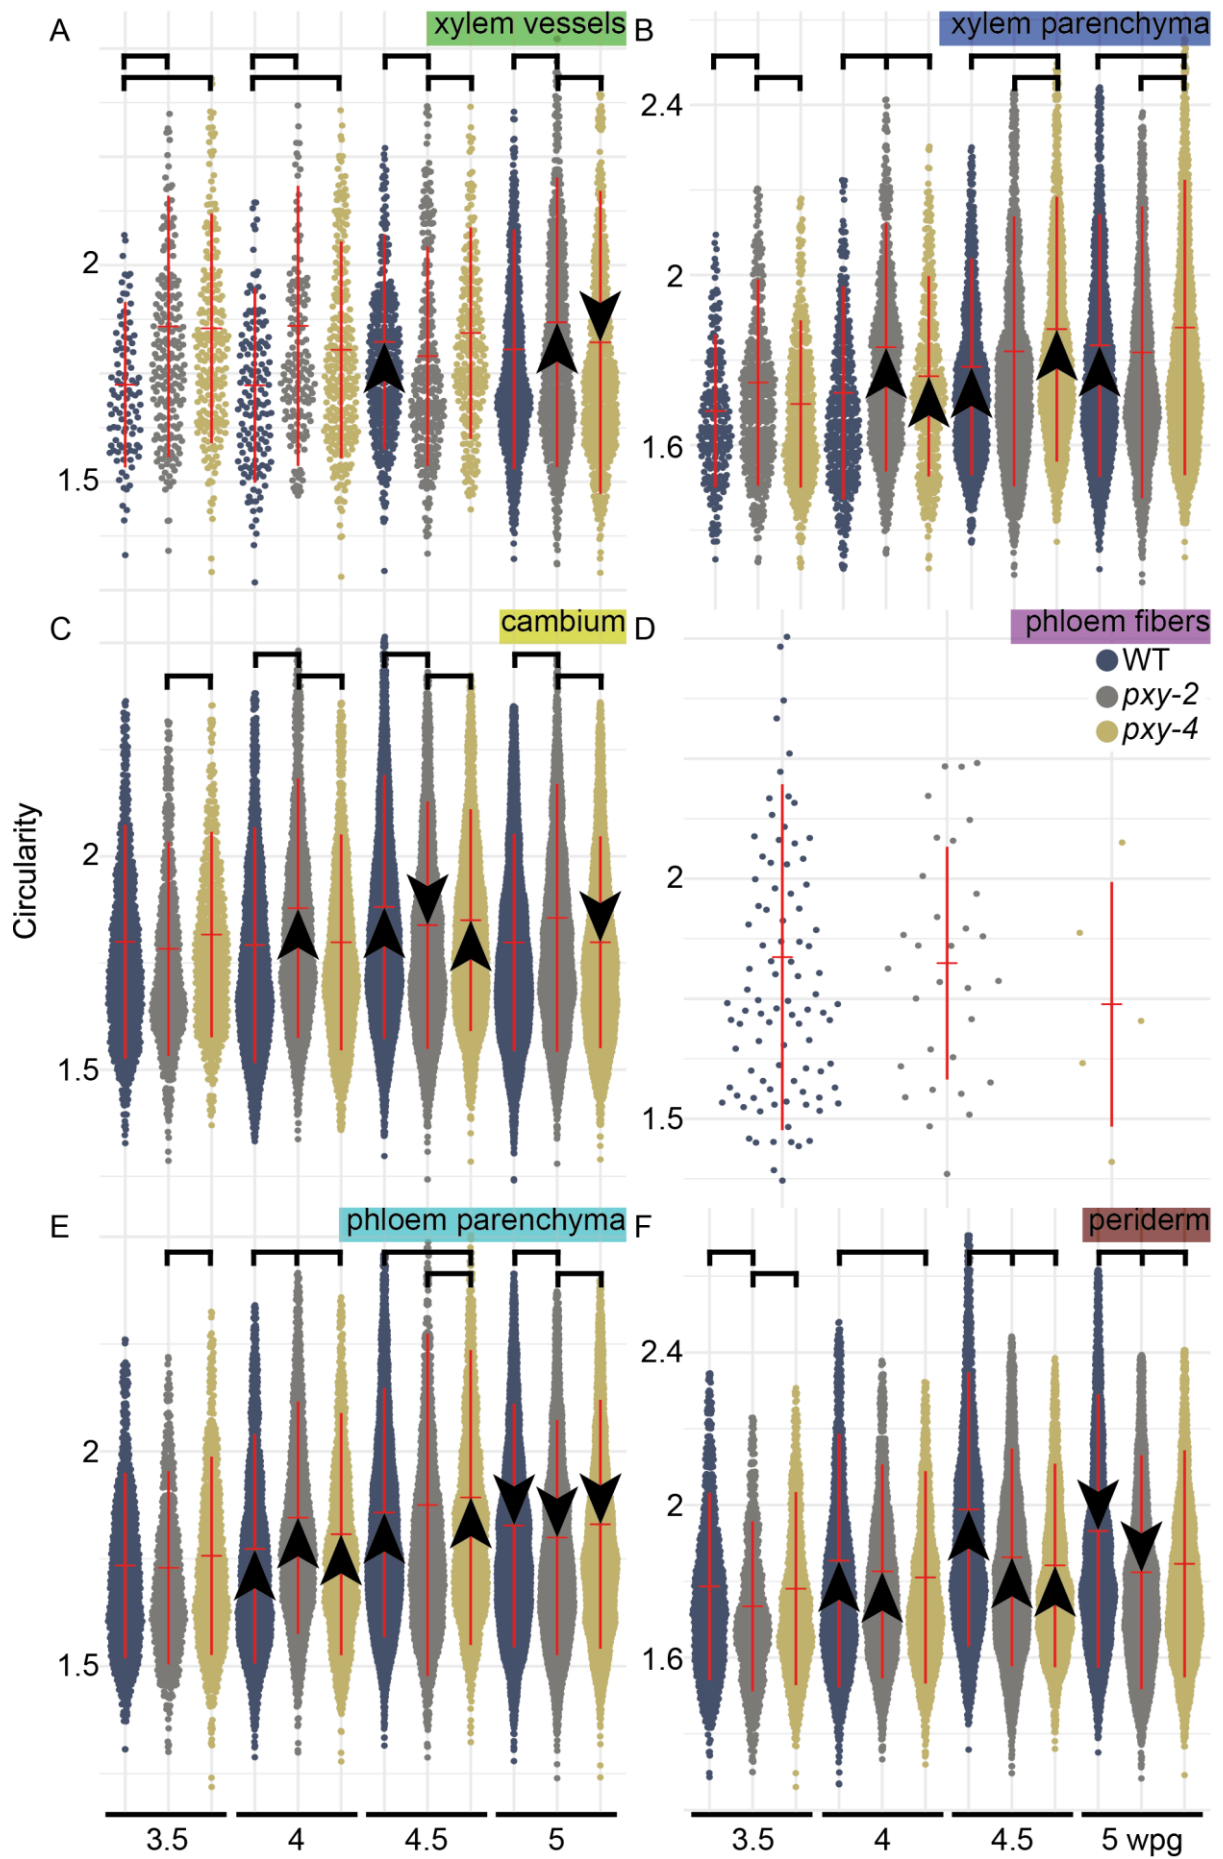 A xylem vessels
B xylem parenchyma
2.4
2
2
1.6
1.5
C cambium
D phloem fibers
WT
pxy-2
pxy-4
Circularity
2
2
1.5
1.5
E phloem parenchyma
F periderm
2.4
2
2
1.5
1.6
3.5 4 4.5 5
3.5 4 4.5 5 wpg